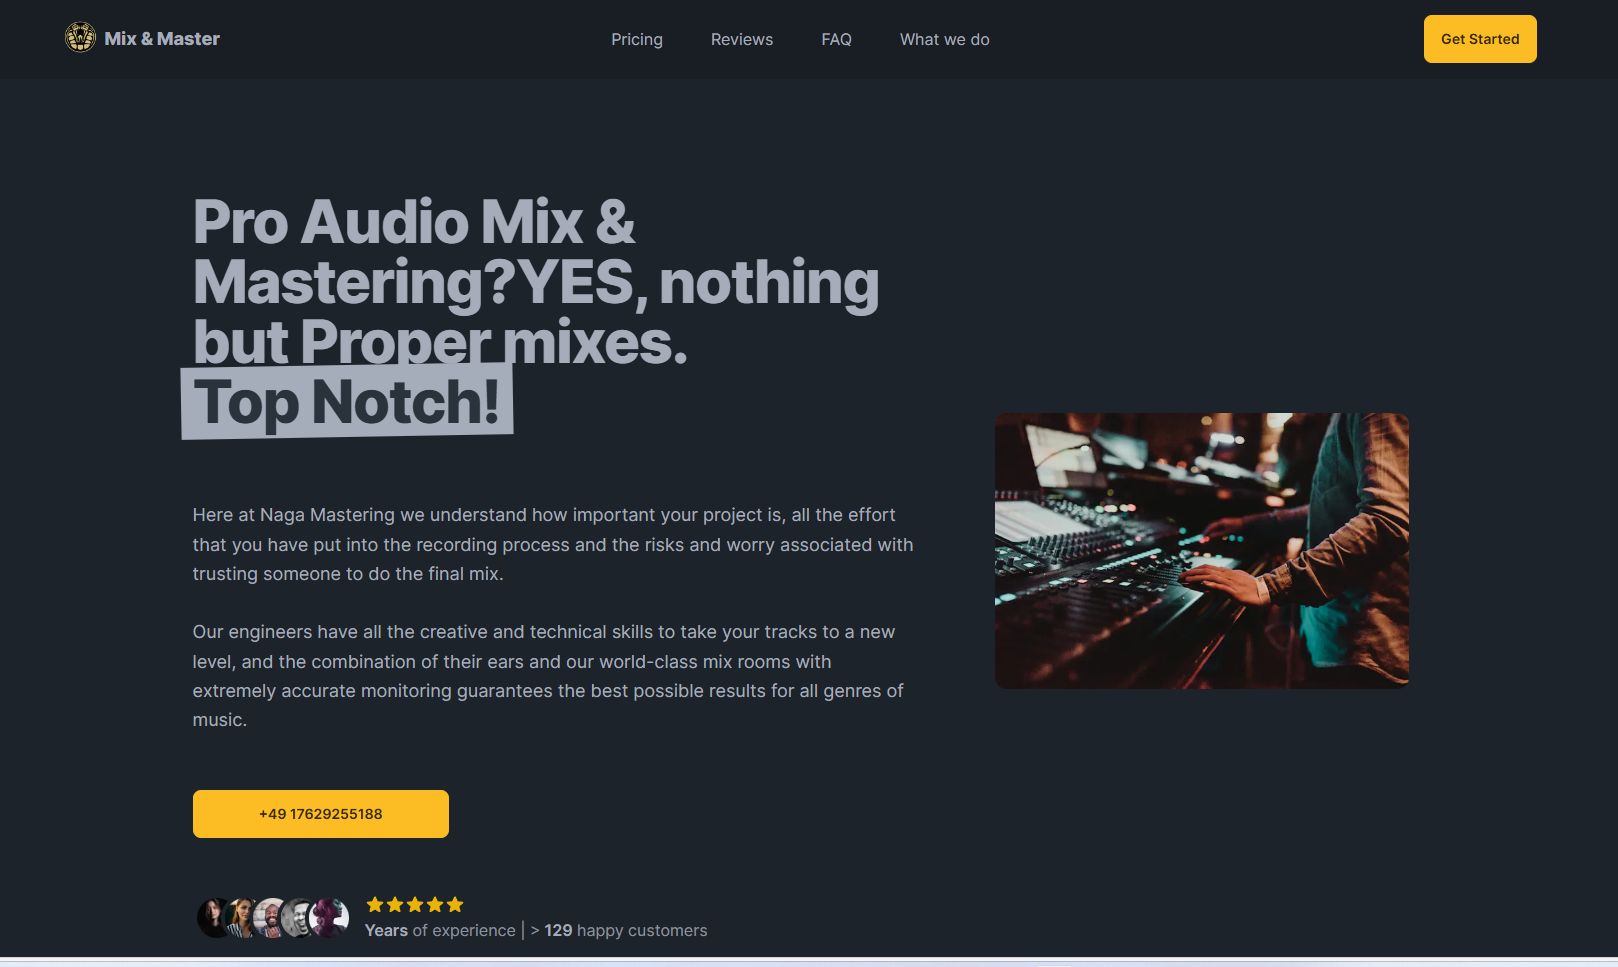 Mix & Master
Pricing
Reviews
FAQ
What we do
Get Started
Pro Audio Mix &
Mastering?YES, nothing
but Proper mixes.
Top Notch!
Here at Naga Mastering we understand how important your project is, all the effort
that you have put into the recording process and the risks and worry associated with
trusting someone to do the final mix.
Our engineers have all the creative and technical skills to take your tracks to a new
level, and the combination of their ears and our world-class mix rooms with
extremely accurate monitoring guarantees the best possible results for all genres of
music.
+49 17629255188
Years of experience | > 129 happy customers